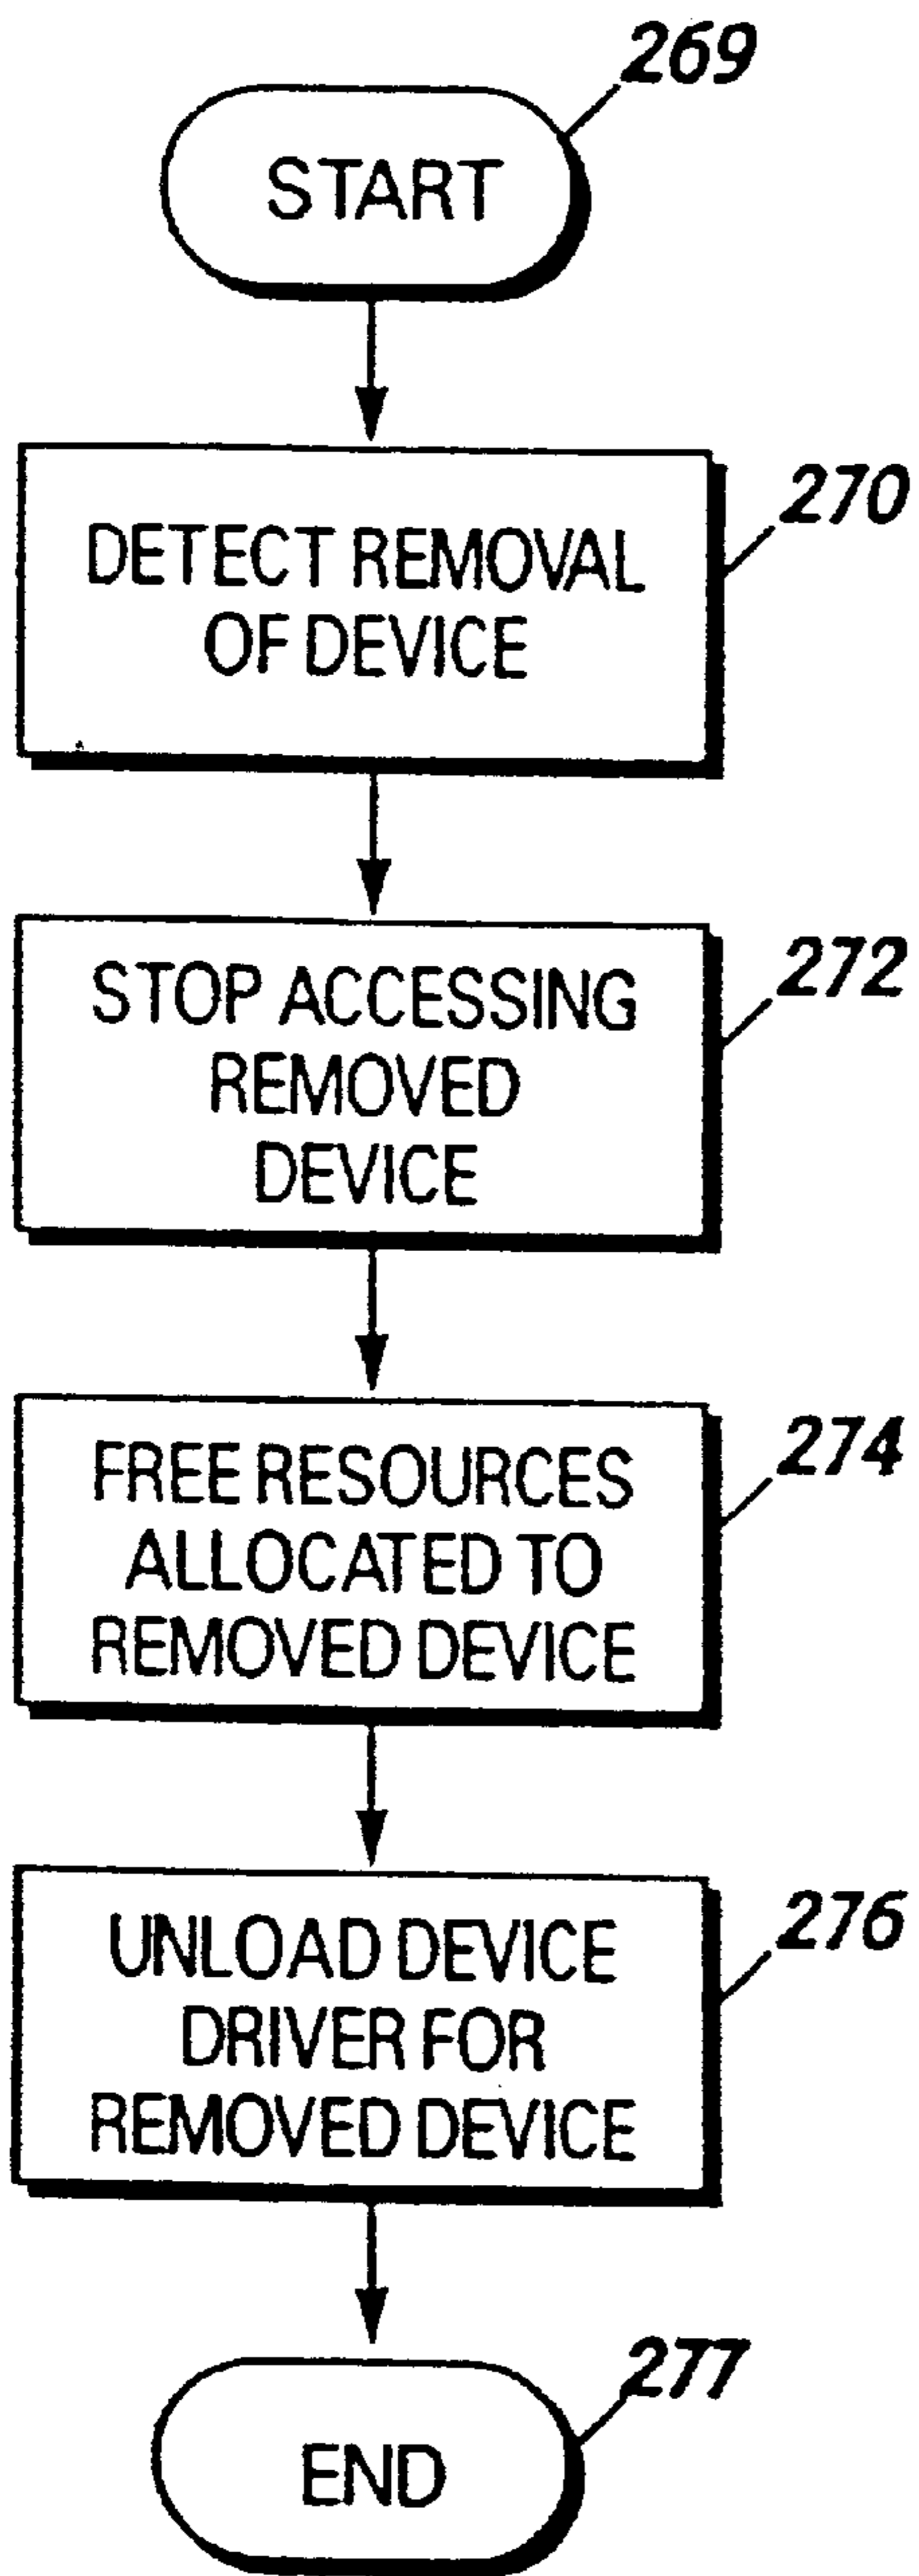 269
START
270
DETECT REMOVAL
OF DEVICE
272
STOP ACCESSING
REMOVED
DEVICE
274
FREE RESOURCES
ALLOCATED TO
REMOVED DEVICE
276
UNLOAD DEVICE
DRIVER FOR
REMOVED DEVICE
277
END